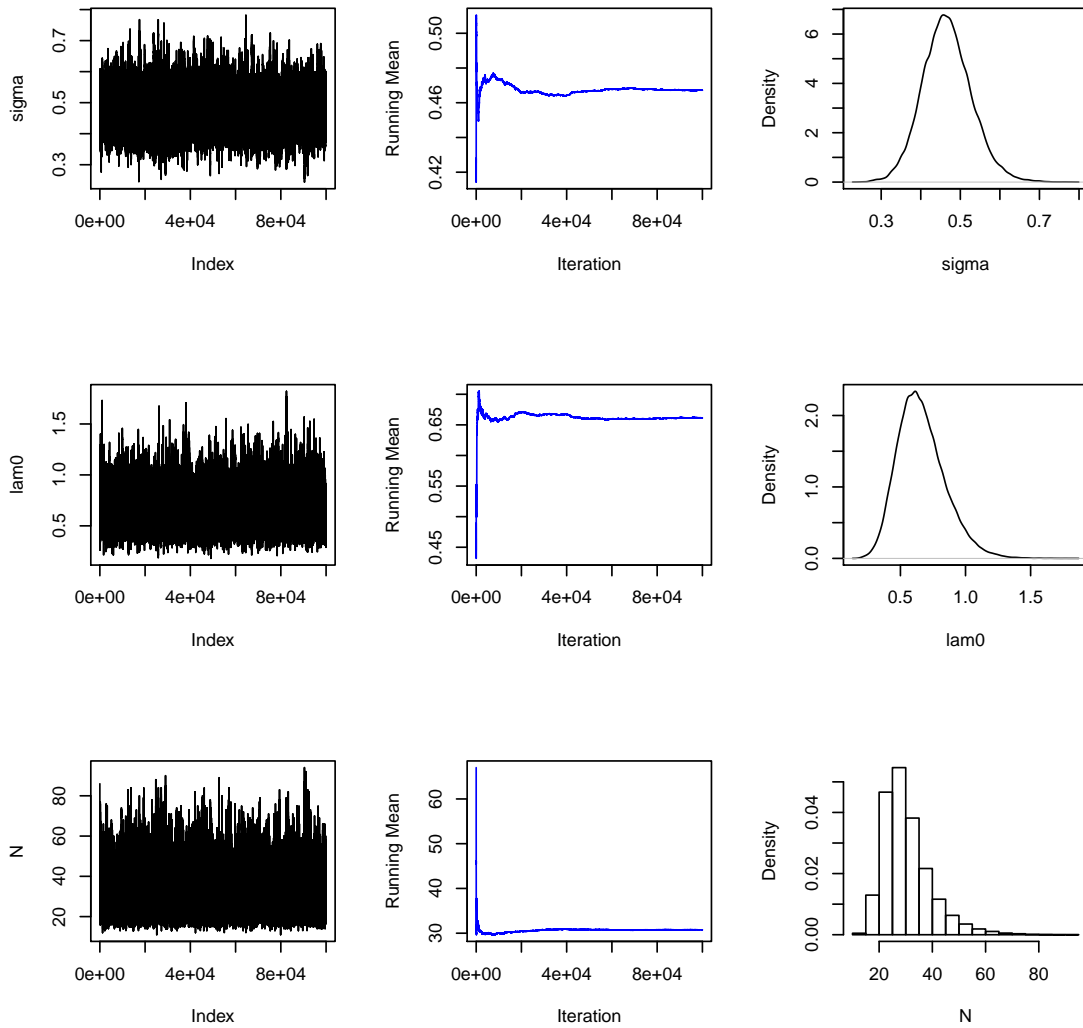 sigma
0.3 0.5 0.7
0e+00 4e+04 8e+04
Index
Running Mean
0.42 0.46 0.50
0e+00 4e+04 8e+04
Iteration
Density
0 2 4 6
0.3 0.5 0.7
sigma
lam0
0.5 1.0 1.5
0e+00 4e+04 8e+04
Index
Running Mean
0.45 0.55 0.65
0e+00 4e+04 8e+04
Iteration
Density
0.0 1.0 2.0
0.5 1.0 1.5
lam0
N
20 40 60 80
0e+00 4e+04 8e+04
Index
Running Mean
30 40 50 60
0e+00 4e+04 8e+04
Iteration
Density
0.00 0.02 0.04
20 40 60 80
N